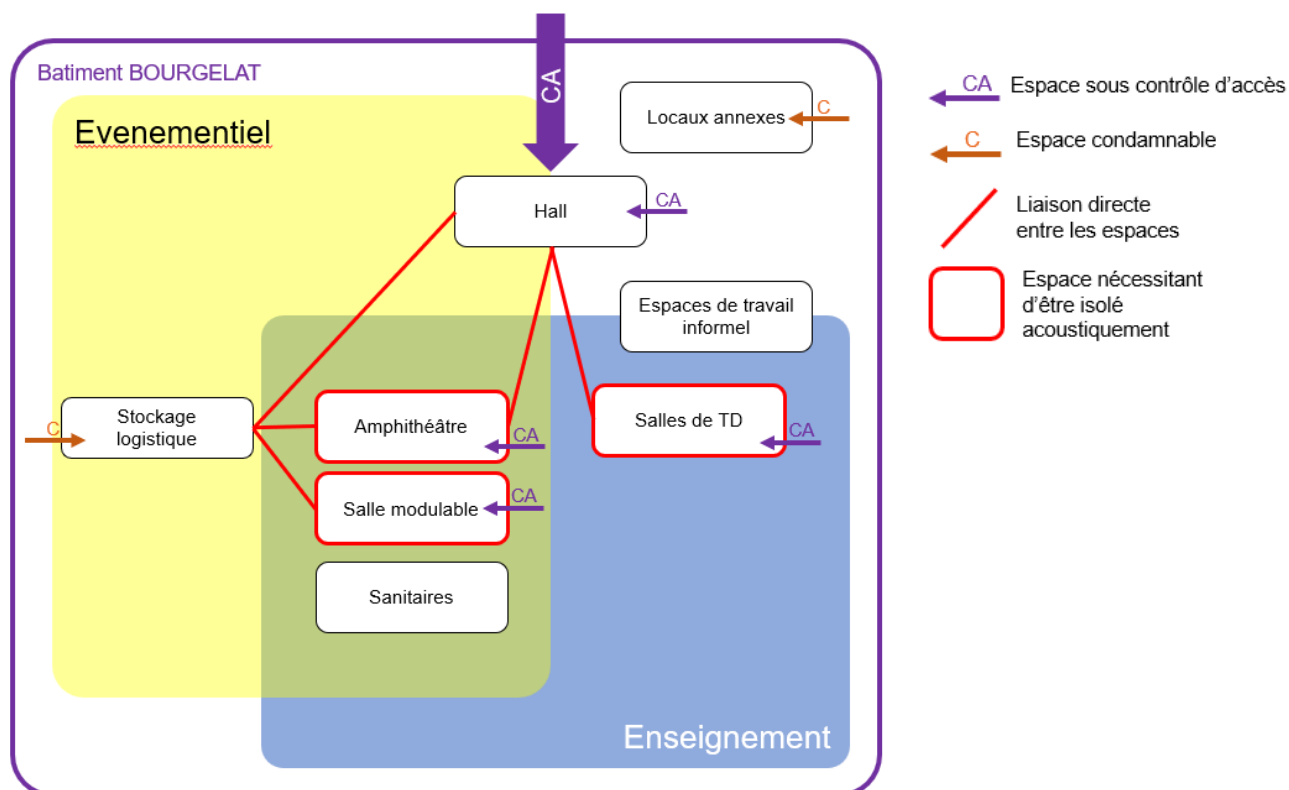 Batiment BOURGELAT
CA
Evenementiel
Locaux annexes
C
Hall
CA
Espaces de travail
informel
Stockage
logistique
C
Amphithéâtre
CA
Salles de TD
CA
Salle modulable
CA
Sanitaires
Enseignement
CA
Espace sous contrôle d'accès
C
Espace condamnable
Liaison directe
entre les espaces
Espace nécessitant
d'être isolé
acoustiquement